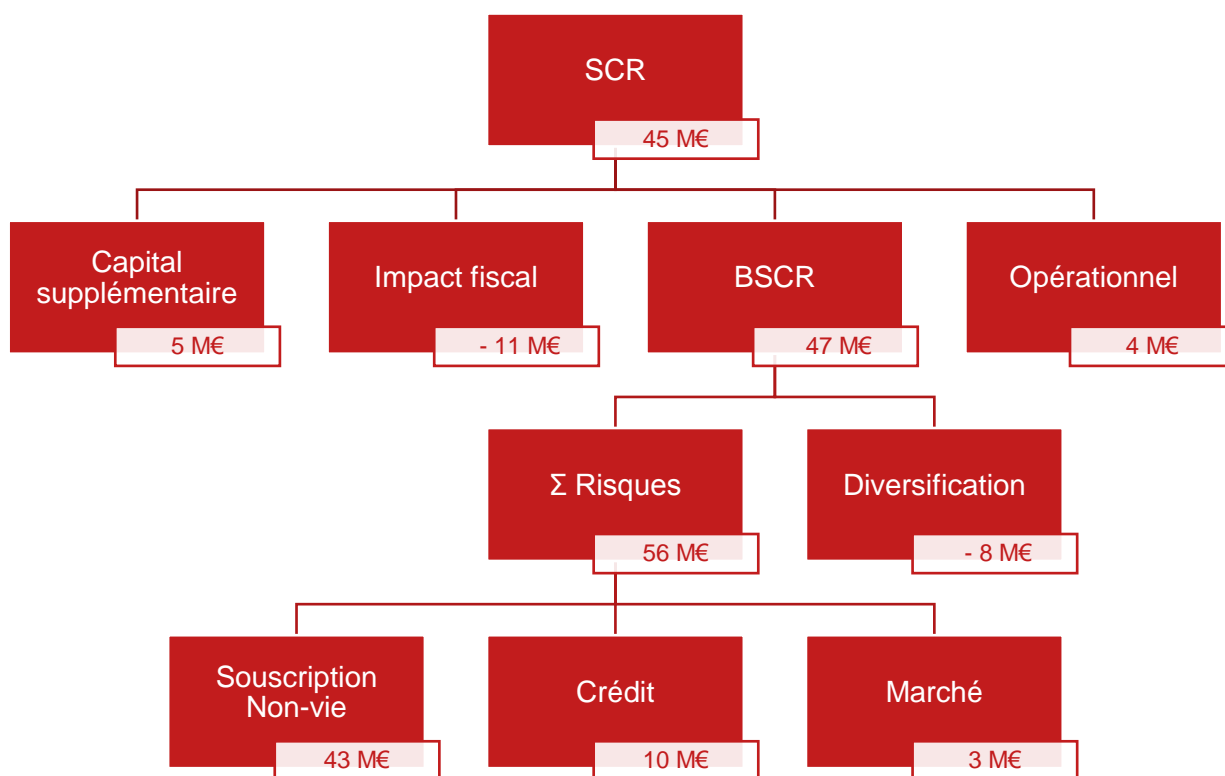 SCR
45 M€
Capital
supplémentaire
5 M€
Impact fiscal
- 11 M€
BSCR
47 M€
Opérationnel
4 M€
Σ Risques
56 M€
Diversification
- 8 M€
Souscription
Non-vie
43 M€
Crédit
10 M€
Marché
3 M€